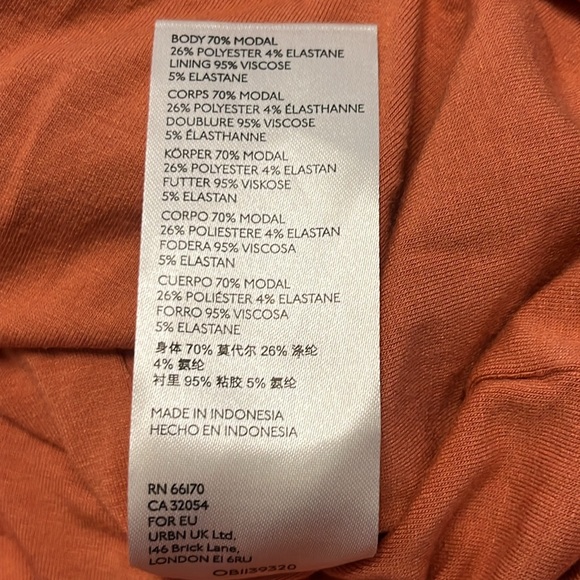 BODY 70% MODAL
26% POLYESTER 4% ELASTANE
LINING 95% VISCOSE
5% ELASTANE
CORPS 70% MODAL
26% POLYESTER 4% ÉLASTHANNE
DOUBLURE 95% VISCOSE
5% ÉLASTHANNE
KÖRPER 70% MODAL
26% POLYESTER 4% ELASTAN
FUTTER 95% VISKOSE
5% ELASTAN
CORPO 70% MODAL
26% POLIESTERE 4% ELASTAN
FODERA 95% VISCOSA
5% ELASTAN
CUERPO 70% MODAL
26% POLIÉSTER 4% ELASTANE
FORRO 95% VISCOSA
5% ELASTANE
身体 70% 莫代尔 26% 涤纶
4% 氨纶
衬里 95% 粘胶 5% 氨纶
MADE IN INDONESIA
HECHO EN INDONESIA
RN 66170
CA 32054
FOR EU
URBN UK Ltd.
146 Brick Lane,
LONDON E1 6RU
OB1139320